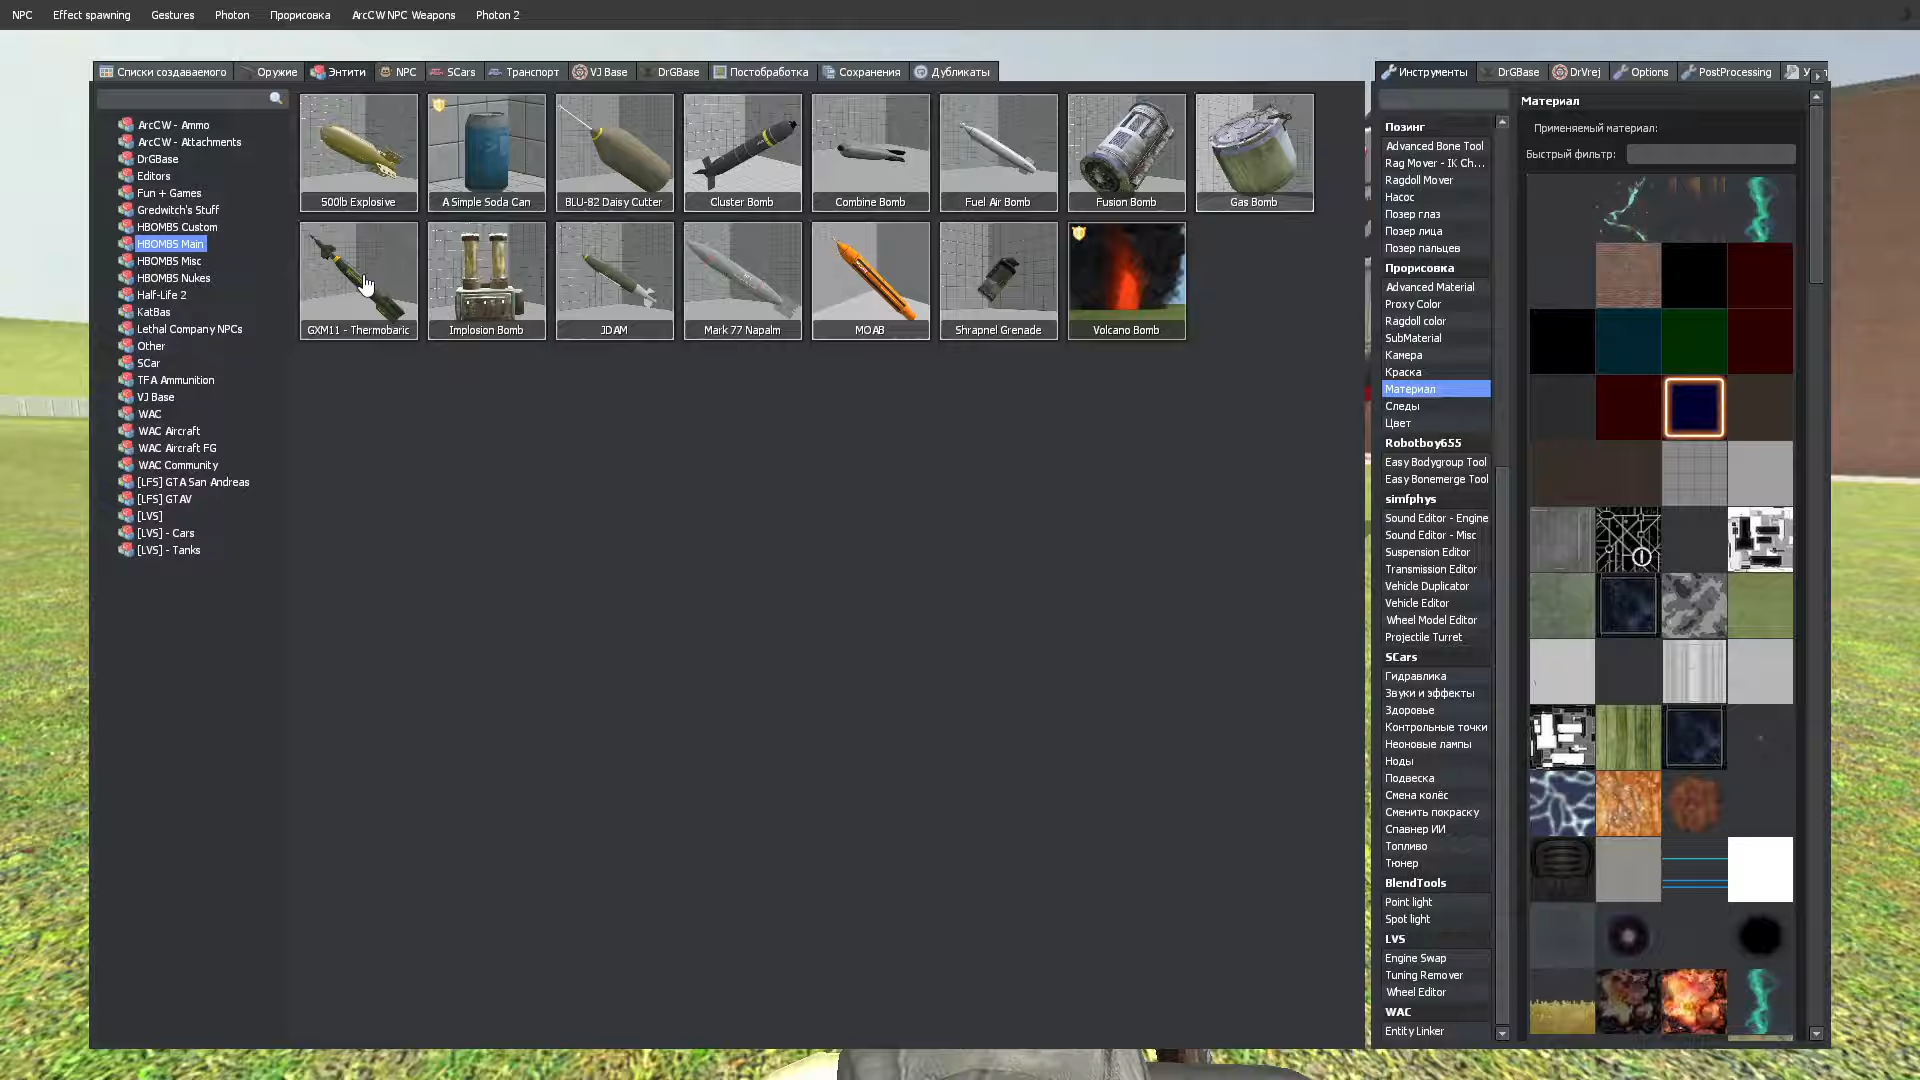 NPC Effect spawning Gestures Photon Прорисовка ArcCW NPC Weapons Photon 2
Списки создаваемого Оружие Энтити NPC SCars Транспорт VJ Base DrGBase Постобработка Сохранения Дубликаты
ArcCW - Ammo
ArcCW - Attachments
DrGBase
Editors
Fun + Games
Gredwitch's Stuff
HBOMBS Custom
HBOMBS Main
HBOMBS Misc
HBOMBS Nukes
Half-Life 2
KatBas
Lethal Company NPCs
Other
SCar
TFA Ammunition
VJ Base
WAC
WAC Aircraft
WAC Aircraft FG
WAC Community
[LFS] GTA San Andreas
[LFS] GTAV
[LVS]
[LVS] - Cars
[LVS] - Tanks
500lb Explosive
A Simple Soda Can
BLU-82 Daisy Cutter
Cluster Bomb
Combine Bomb
Fuel Air Bomb
Fusion Bomb
Gas Bomb
GXM11 - Thermobaric
Implosion Bomb
JDAM
Mark 77 Napalm
MOAB
Shrapnel Grenade
Volcano Bomb
Инструменты DrGBase DrVrej Options PostProcessing
Позинг
Advanced Bone Tool
Rag Mover - IK Ch...
Ragdoll Mover
Насос
Позер глаз
Позер лица
Позер пальцев
Прорисовка
Advanced Material
Proxy Color
Ragdoll color
SubMaterial
Камера
Краска
Материал
Следы
Цвет
Robotboy655
Easy Bodygroup Tool
Easy Bonemerge Tool
simfphys
Sound Editor - Engine
Sound Editor - Misc
Suspension Editor
Transmission Editor
Vehicle Duplicator
Vehicle Editor
Wheel Model Editor
Projectile Turret
SCars
Гидравлика
Звуки и эффекты
Здоровье
Контрольные точки
Неоновые лампы
Ноды
Подвеска
Смена колёс
Сменить покраску
Спавнер ИИ
Топливо
Тюнер
BlendTools
Point light
Spot light
LVS
Engine Swap
Tuning Remover
Wheel Editor
WAC
Entity Linker
Материал
Применяемый материал:
Быстрый фильтр: